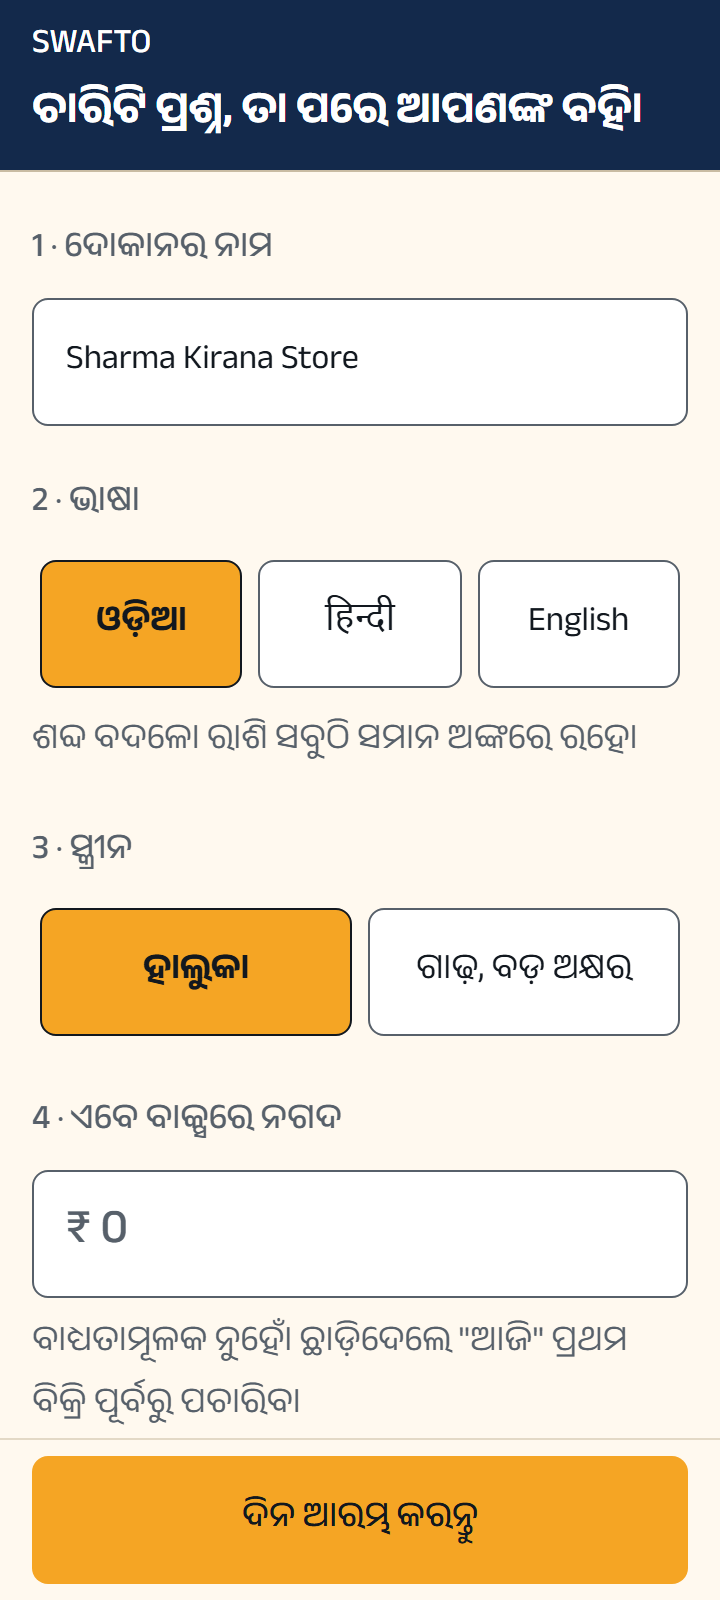 SWAFTO
ଚାରିଟି ପ୍ରଶ୍ନ, ତା ପରେ ଆପଣଙ୍କ ବହି।
1 · ଦୋକାନର ନାମ
Sharma Kirana Store
2 · ଭାଷା
ଓଡ଼ିଆ
हिन्दी
English
ଶବ୍ଦ ବଦଳେ। ରାଶି ସବୁଠି ସମାନ ଅଙ୍କରେ ରହେ।
3 · ସ୍କ୍ରୀନ
ହାଲୁକା
ଗାଢ଼, ବଡ଼ ଅକ୍ଷର
4 · ଏବେ ବାକ୍ସରେ ନଗଦ
₹ 0
ବାଧ୍ୟତାମୂଳକ ନୁହେଁ। ଛାଡ଼ିଦେଲେ "ଆଜି" ପ୍ରଥମ
ବିକ୍ରି ପୂର୍ବରୁ ପଚାରିବ।
ଦିନ ଆରମ୍ଭ କରନ୍ତୁ